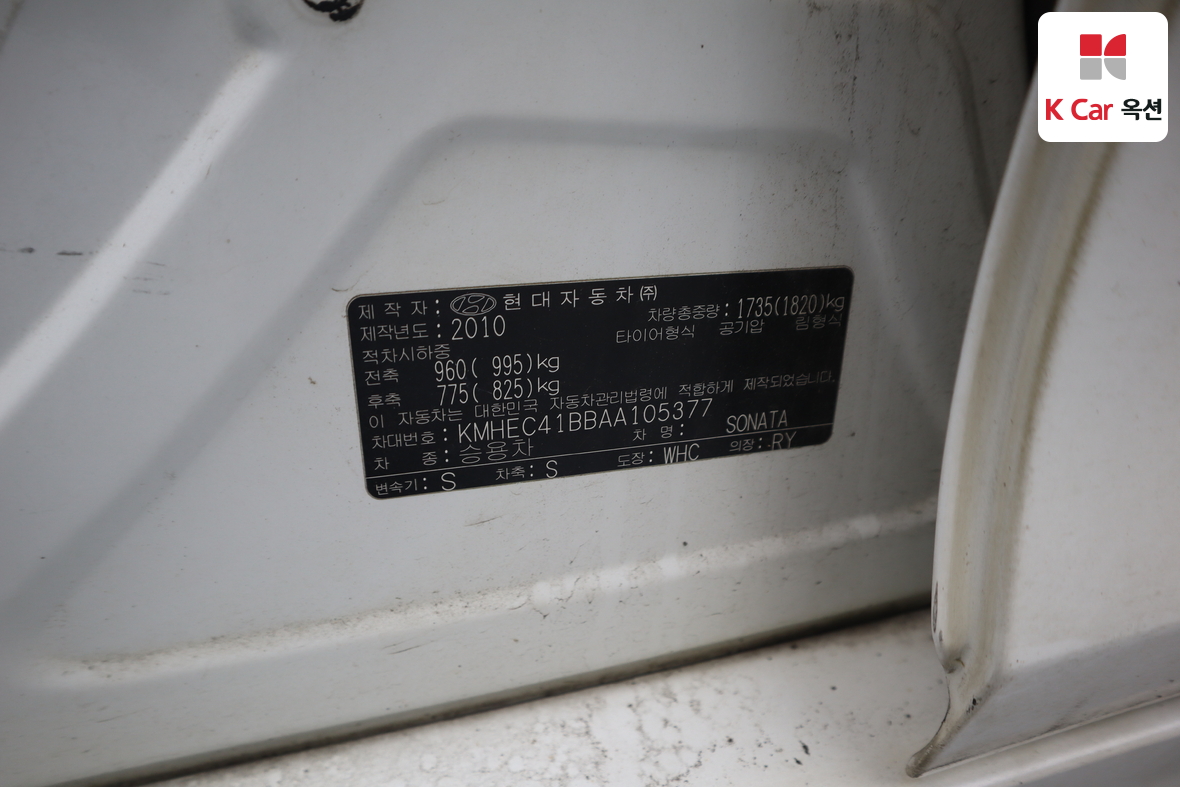 K Car 옥션
제 작 자 : 현대자동차㈜
제작년도 : 2010 차량총중량 : 1735(1820)kg
타이어형식 공기압 림형식
적차시하중
전축 960( 995)kg
후축 775( 825)kg
이 자동차는 대한민국 자동차관리법령에 적합하게 제작되었습니다.
차대번호 : KMHEC41BBAA105377
차 종 : 승용차 차 명 : SONATA
변속기 : S 차축 : S 도장 : WHC 의장 : RY